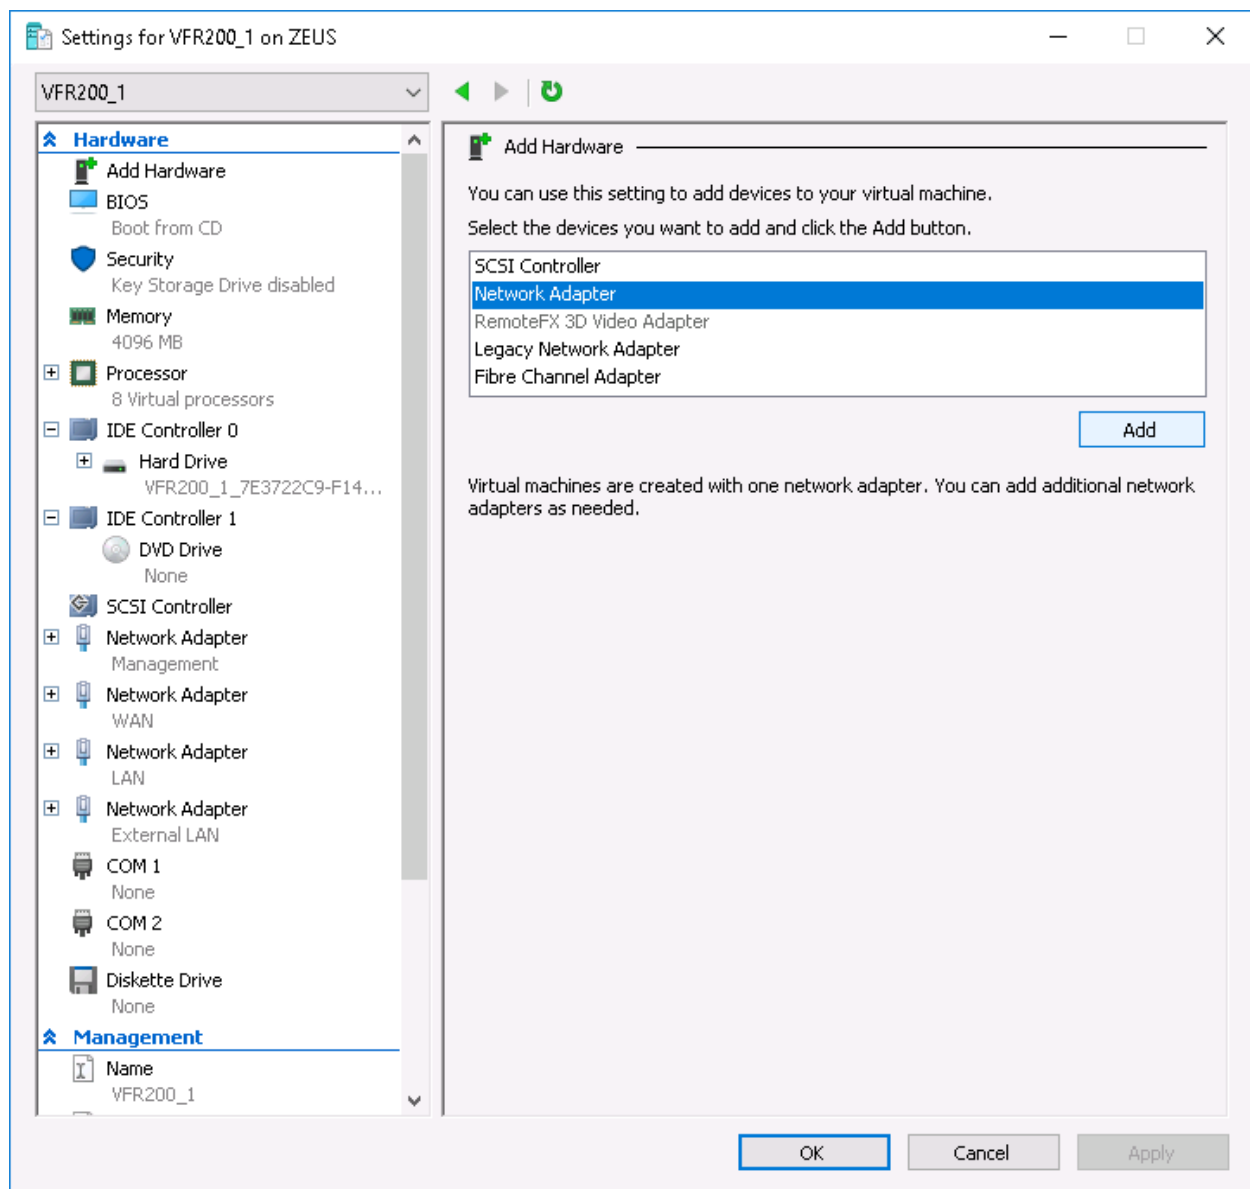 Settings for VFR200_1 on ZEUS
VFR200_1
Hardware
Add Hardware
BIOS
Boot from CD
Security
Key Storage Drive disabled
Memory
4096 MB
Processor
8 Virtual processors
IDE Controller 0
Hard Drive
VFR200_1_7E3722C9-F14...
IDE Controller 1
DVD Drive
None
SCSI Controller
Network Adapter
Management
Network Adapter
WAN
Network Adapter
LAN
Network Adapter
External LAN
COM 1
None
COM 2
None
Diskette Drive
None
Management
Name
VFR200_1
Add Hardware
You can use this setting to add devices to your virtual machine.
Select the devices you want to add and click the Add button.
SCSI Controller
Network Adapter
RemoteFX 3D Video Adapter
Legacy Network Adapter
Fibre Channel Adapter
Add
Virtual machines are created with one network adapter. You can add additional network
adapters as needed.
OK
Cancel
Apply